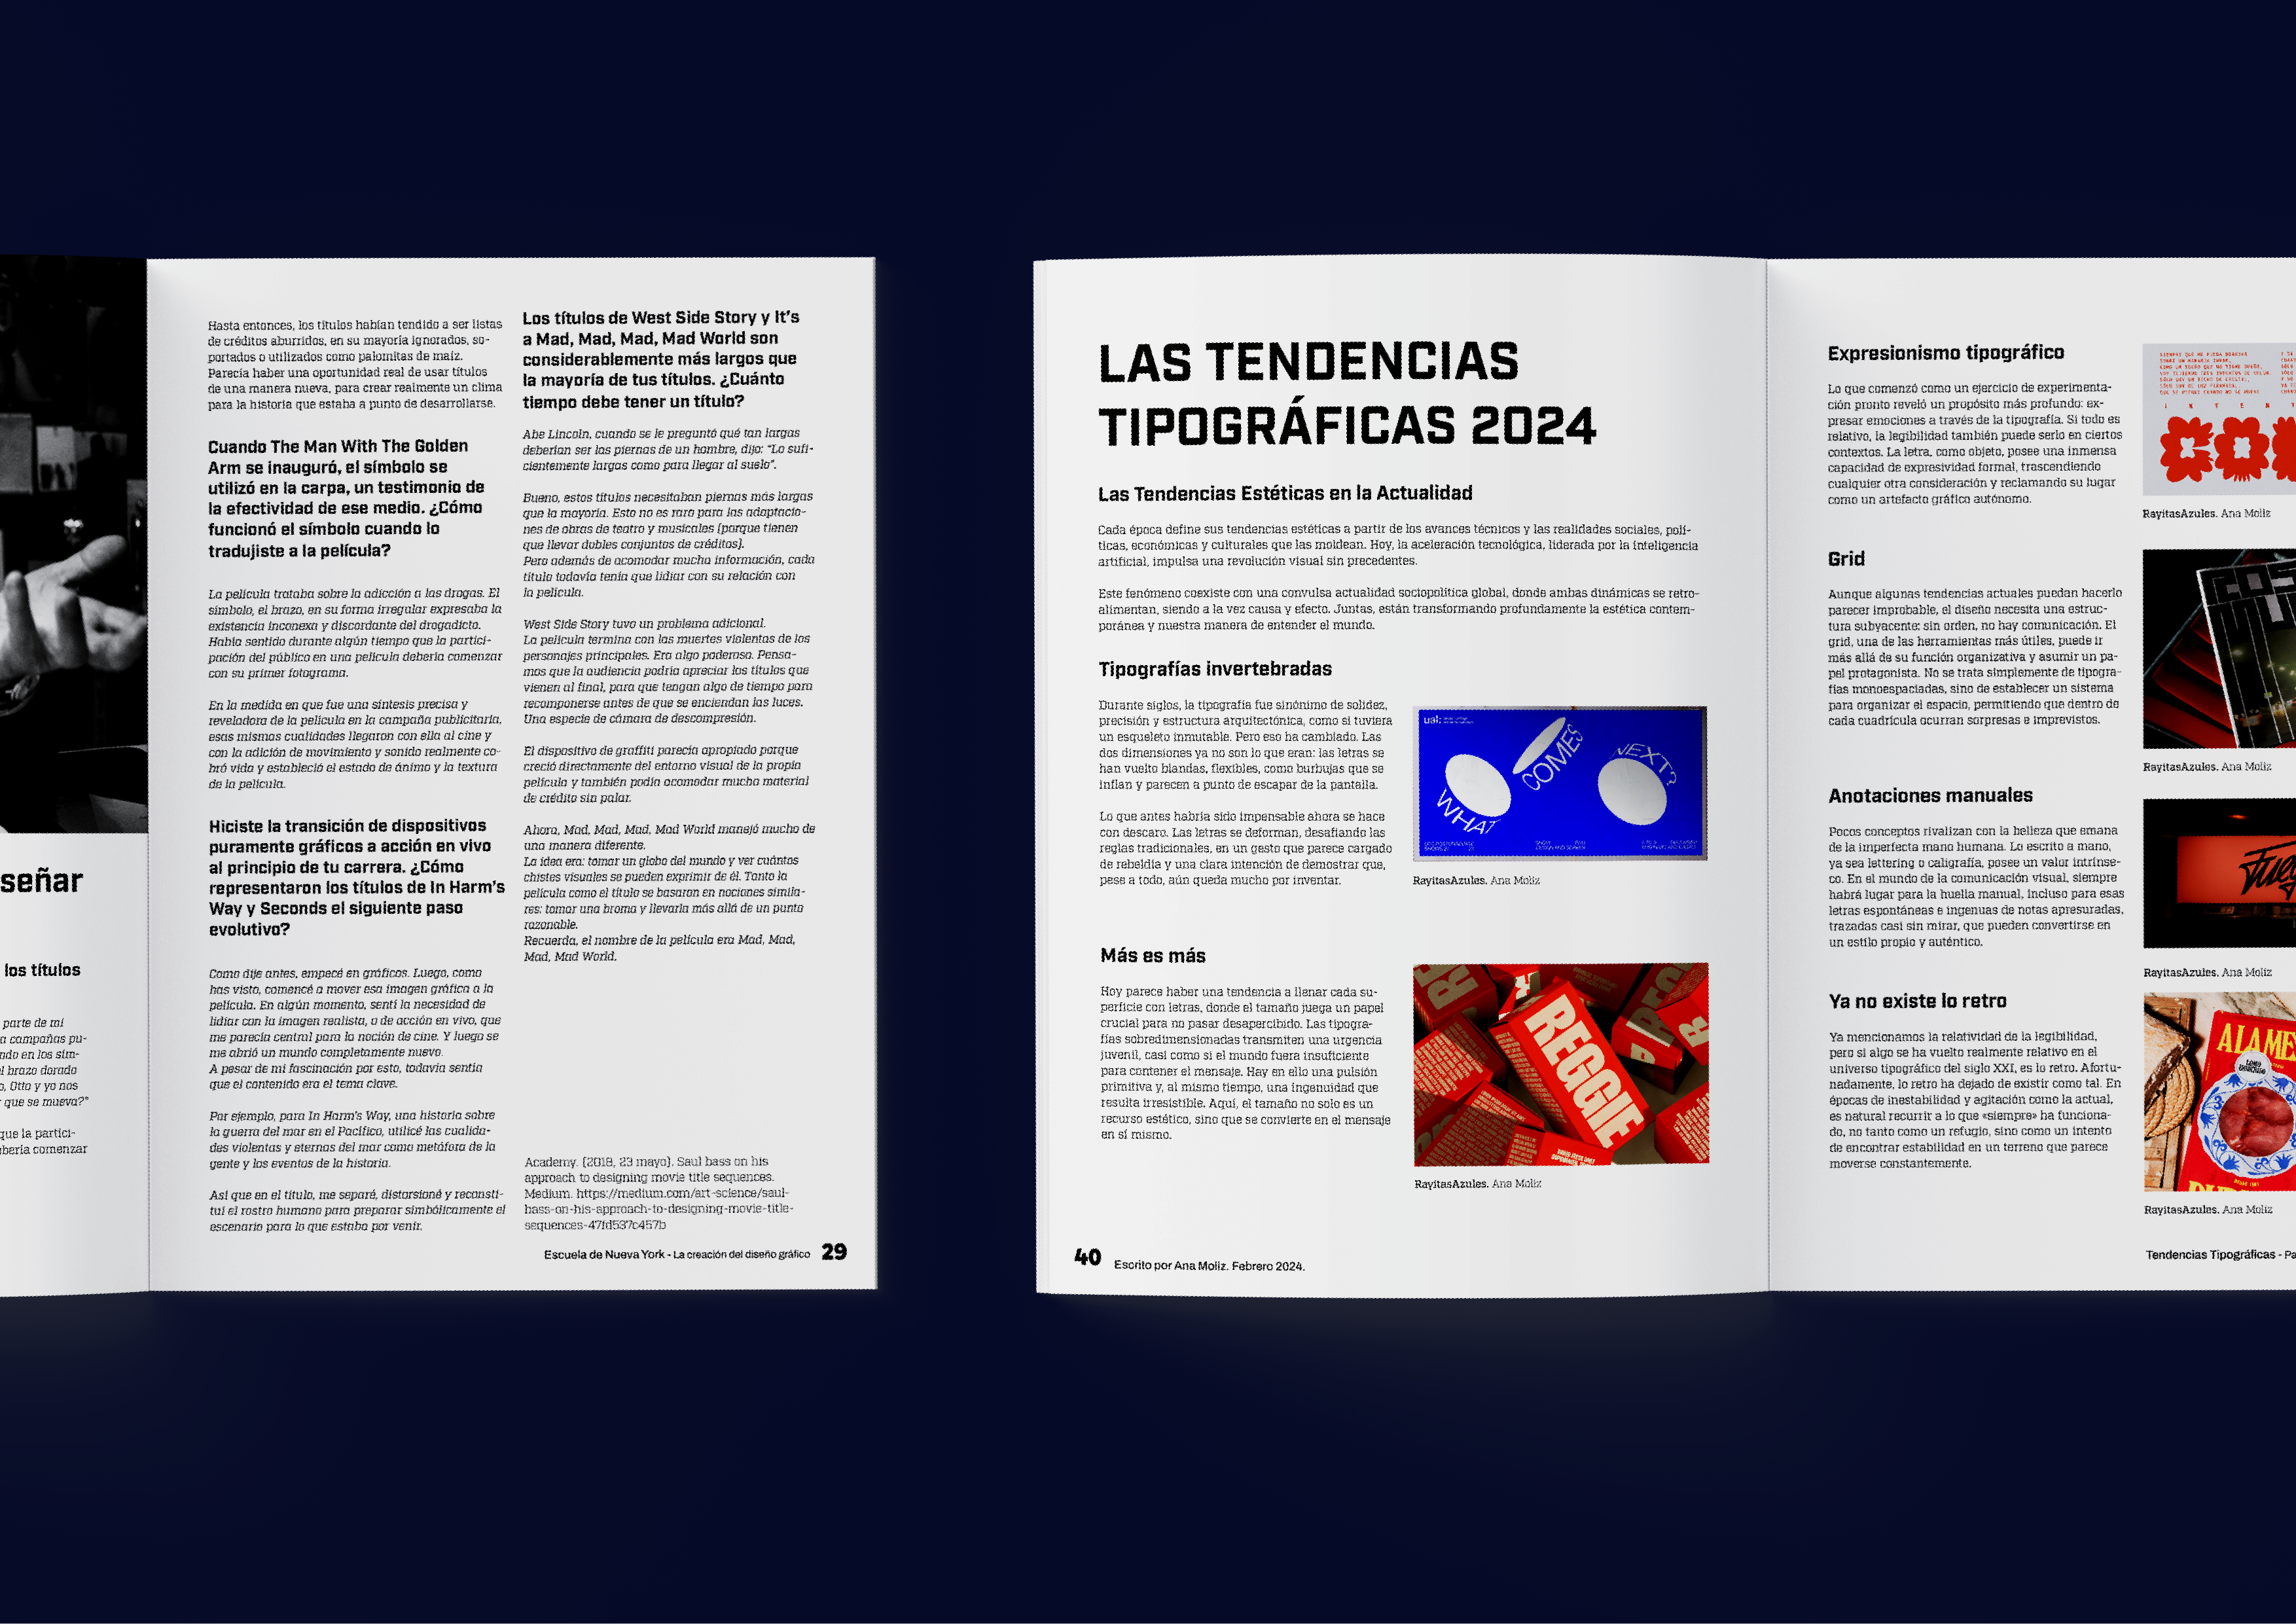 señar
los títulos
parte de mi
a campañas pu-
ndo en los sím-
l brazo dorado
o, Otto y yo nos
que se mueva?"
que la partici-
bería comenzar
Hasta entonces, los títulos habían tendido a ser listas
de créditos aburridos, en su mayoría ignorados, so-
portados o utilizados como palomitas de maíz.
Parecía haber una oportunidad real de usar títulos
de una manera nueva, para crear realmente un clima
para la historia que estaba a punto de desarrollarse.
Cuando The Man With The Golden
Arm se inauguró, el símbolo se
utilizó en la carpa, un testimonio de
la efectividad de ese medio. ¿Cómo
funcionó el símbolo cuando lo
tradujiste a la película?
La película trataba sobre la adicción a las drogas. El
símbolo, el brazo, en su forma irregular expresaba la
existencia inconexa y discordante del drogadicto.
Había sentido durante algún tiempo que la partici-
pación del público en una película debería comenzar
con su primer fotograma.
En la medida en que fue una síntesis precisa y
reveladora de la película en la campaña publicitaria,
esas mismas cualidades llegaron con ella al cine y
con la adición de movimiento y sonido realmente co-
bró vida y estableció el estado de ánimo y la textura
de la película.
Hiciste la transición de dispositivos
puramente gráficos a acción en vivo
al principio de tu carrera. ¿Cómo
representaron los títulos de In Harm's
Way y Seconds el siguiente paso
evolutivo?
Como dije antes, empecé en gráficos. Luego, como
has visto, comencé a mover esa imagen gráfica a la
película. En algún momento, sentí la necesidad de
lidiar con la imagen realista, o de acción en vivo, que
me parecía central para la noción de cine. Y luego se
me abrió un mundo completamente nuevo.
A pesar de mi fascinación por esto, todavía sentía
que el contenido era el tema clave.
Por ejemplo, para In Harm's Way, una historia sobre
la guerra del mar en el Pacífico, utilicé las cualida-
des violentas y eternas del mar como metáfora de la
gente y los eventos de la historia.
Así que en el título, me separé, distorsioné y reconsti-
tuí el rostro humano para preparar simbólicamente el
escenario para lo que estaba por venir.
Los títulos de West Side Story y It's
a Mad, Mad, Mad, Mad World son
considerablemente más largos que
la mayoría de tus títulos. ¿Cuánto
tiempo debe tener un título?
Abe Lincoln, cuando se le preguntó qué tan largas
deberían ser las piernas de un hombre, dijo: "Lo sufi-
cientemente largas como para llegar al suelo".
Bueno, estos títulos necesitaban piernas más largas
que la mayoría. Esto no es raro para las adaptacio-
nes de obras de teatro y musicales (porque tienen
que llevar dobles conjuntos de créditos).
Pero además de acomodar mucha información, cada
título todavía tenía que lidiar con su relación con
la película.
West Side Story tuvo un problema adicional.
La película termina con las muertes violentas de los
personajes principales. Era algo poderoso. Pensa-
mos que la audiencia podría apreciar los títulos que
vienen al final, para que tengan algo de tiempo para
recomponerse antes de que se enciendan las luces.
Una especie de cámara de descompresión.
El dispositivo de graffiti parecía apropiado porque
creció directamente del entorno visual de la propia
película y también podía acomodar mucho material
de crédito sin palar.
Ahora, Mad, Mad, Mad, Mad World manejó mucho de
una manera diferente.
La idea era: tomar un globo del mundo y ver cuántos
chistes visuales se pueden exprimir de él. Tanto la
película como el título se basaron en nociones simila-
res: tomar una broma y llevarla más allá de un punto
razonable.
Recuerda, el nombre de la película era Mad, Mad,
Mad, Mad World.
Academy. (2018, 23 mayo). Saul bass on his
approach to designing movie title sequences.
Medium. https://medium.com/art-science/saul-
bass-on-his-approach-to-designing-movie-title-
sequences-47fd537c457b
Escuela de Nueva York - La creación del diseño gráfico 29
LAS TENDENCIAS
TIPOGRÁFICAS 2024
Las Tendencias Estéticas en la Actualidad
Cada época define sus tendencias estéticas a partir de los avances técnicos y las realidades sociales, polí-
ticas, económicas y culturales que las moldean. Hoy, la aceleración tecnológica, liderada por la inteligencia
artificial, impulsa una revolución visual sin precedentes.
Este fenómeno coexiste con una convulsa actualidad sociopolítica global, donde ambas dinámicas se retro-
alimentan, siendo a la vez causa y efecto. Juntas, están transformando profundamente la estética contem-
poránea y nuestra manera de entender el mundo.
Tipografías invertebradas
Durante siglos, la tipografía fue sinónimo de solidez,
precisión y estructura arquitectónica, como si tuviera
un esqueleto inmutable. Pero eso ha cambiado. Las
dos dimensiones ya no son lo que eran: las letras se
han vuelto blandas, flexibles, como burbujas que se
inflan y parecen a punto de escapar de la pantalla.
Lo que antes habría sido impensable ahora se hace
con descaro. Las letras se deforman, desafiando las
reglas tradicionales, en un gesto que parece cargado
de rebeldía y una clara intención de demostrar que,
pese a todo, aún queda mucho por inventar.
ual:
WHAT
COMES
NEXT?
RayitasAzules. Ana Moliz
Más es más
Hoy parece haber una tendencia a llenar cada su-
perficie con letras, donde el tamaño juega un papel
crucial para no pasar desapercibido. Las tipogra-
fías sobredimensionadas transmiten una urgencia
juvenil, casi como si el mundo fuera insuficiente
para contener el mensaje. Hay en ello una pulsión
primitiva y, al mismo tiempo, una ingenuidad que
resulta irresistible. Aquí, el tamaño no solo es un
recurso estético, sino que se convierte en el mensaje
en sí mismo.
REGGIE
RayitasAzules. Ana Moliz
40 Escrito por Ana Moliz. Febrero 2024.
Expresionismo tipográfico
Lo que comenzó como un ejercicio de experimenta-
ción pronto reveló un propósito más profundo: ex-
presar emociones a través de la tipografía. Si todo es
relativo, la legibilidad también puede serlo en ciertos
contextos. La letra, como objeto, posee una inmensa
capacidad de expresividad formal, trascendiendo
cualquier otra consideración y reclamando su lugar
como un artefacto gráfico autónomo.
I N T E N T
RayitasAzules. Ana Moliz
Grid
Aunque algunas tendencias actuales puedan hacerlo
parecer improbable, el diseño necesita una estruc-
tura subyacente: sin orden, no hay comunicación. El
grid, una de las herramientas más útiles, puede ir
más allá de su función organizativa y asumir un pa-
pel protagonista. No se trata simplemente de tipogra-
fías monoespaciadas, sino de establecer un sistema
para organizar el espacio, permitiendo que dentro de
cada cuadrícula ocurran sorpresas e imprevistos.
RayitasAzules. Ana Moliz
Anotaciones manuales
Pocos conceptos rivalizan con la belleza que emana
de la imperfecta mano humana. Lo escrito a mano,
ya sea lettering o caligrafía, posee un valor intrínse-
co. En el mundo de la comunicación visual, siempre
habrá lugar para la huella manual, incluso para esas
letras espontáneas e ingenuas de notas apresuradas,
trazadas casi sin mirar, que pueden convertirse en
un estilo propio y auténtico.
Fueg
RayitasAzules. Ana Moliz
Ya no existe lo retro
Ya mencionamos la relatividad de la legibilidad,
pero si algo se ha vuelto realmente relativo en el
universo tipográfico del siglo XXI, es lo retro. Afortu-
nadamente, lo retro ha dejado de existir como tal. En
épocas de inestabilidad y agitación como la actual,
es natural recurrir a lo que «siempre» ha funciona-
do, no tanto como un refugio, sino como un intento
de encontrar estabilidad en un terreno que parece
moverse constantemente.
ALAME
RayitasAzules. Ana Moliz
Tendencias Tipográficas - Pa